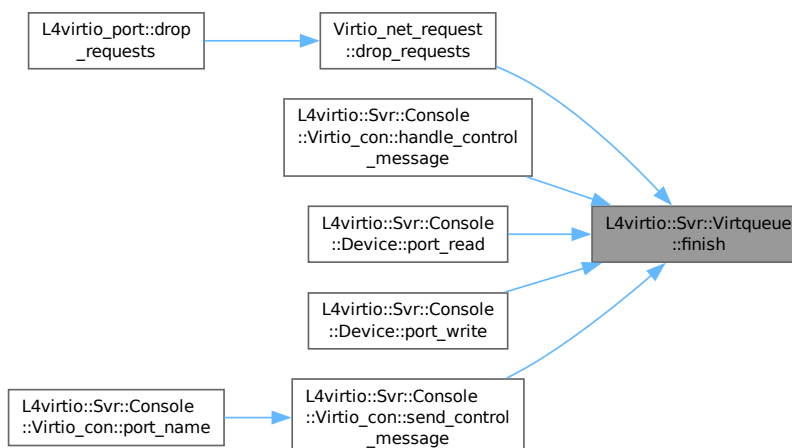 L4virtio_port::drop
_requests
Virtio_net_request
::drop_requests
L4virtio::Svr::Console
::Virtio_con::handle_control
_message
L4virtio::Svr::Console
::Device::port_read
L4virtio::Svr::Virtqueue
::finish
L4virtio::Svr::Console
::Device::port_write
L4virtio::Svr::Console
::Virtio_con::port_name
L4virtio::Svr::Console
::Virtio_con::send_control
_message